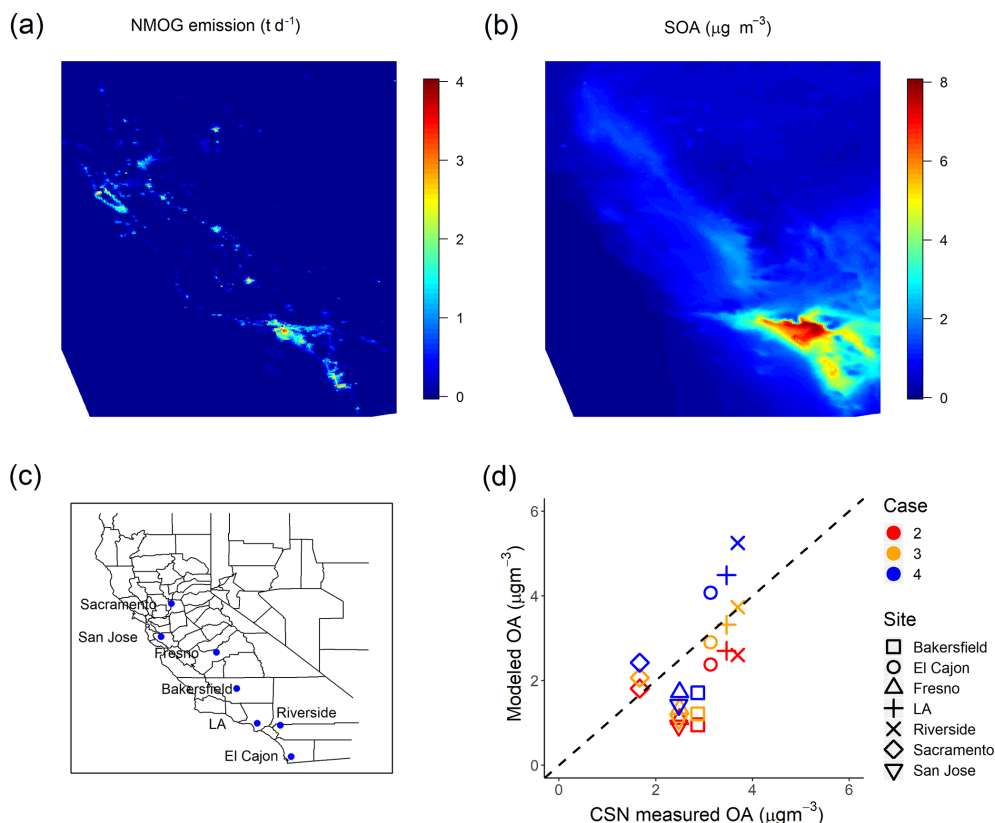 (a)
NMOG emission (t d⁻¹)
4
3
2
1
0
(b)
SOA (μg m⁻³)
8
6
4
2
0
(c)
Sacramento
San Jose
Fresno
Bakersfield
LA
Riverside
El Cajon
(d)
Modeled OA (μgm⁻³)
6
4
2
0
0 2 4 6
CSN measured OA (μgm⁻³)
Case
2
3
4
Site
Bakersfield
El Cajon
Fresno
LA
Riverside
Sacramento
San Jose